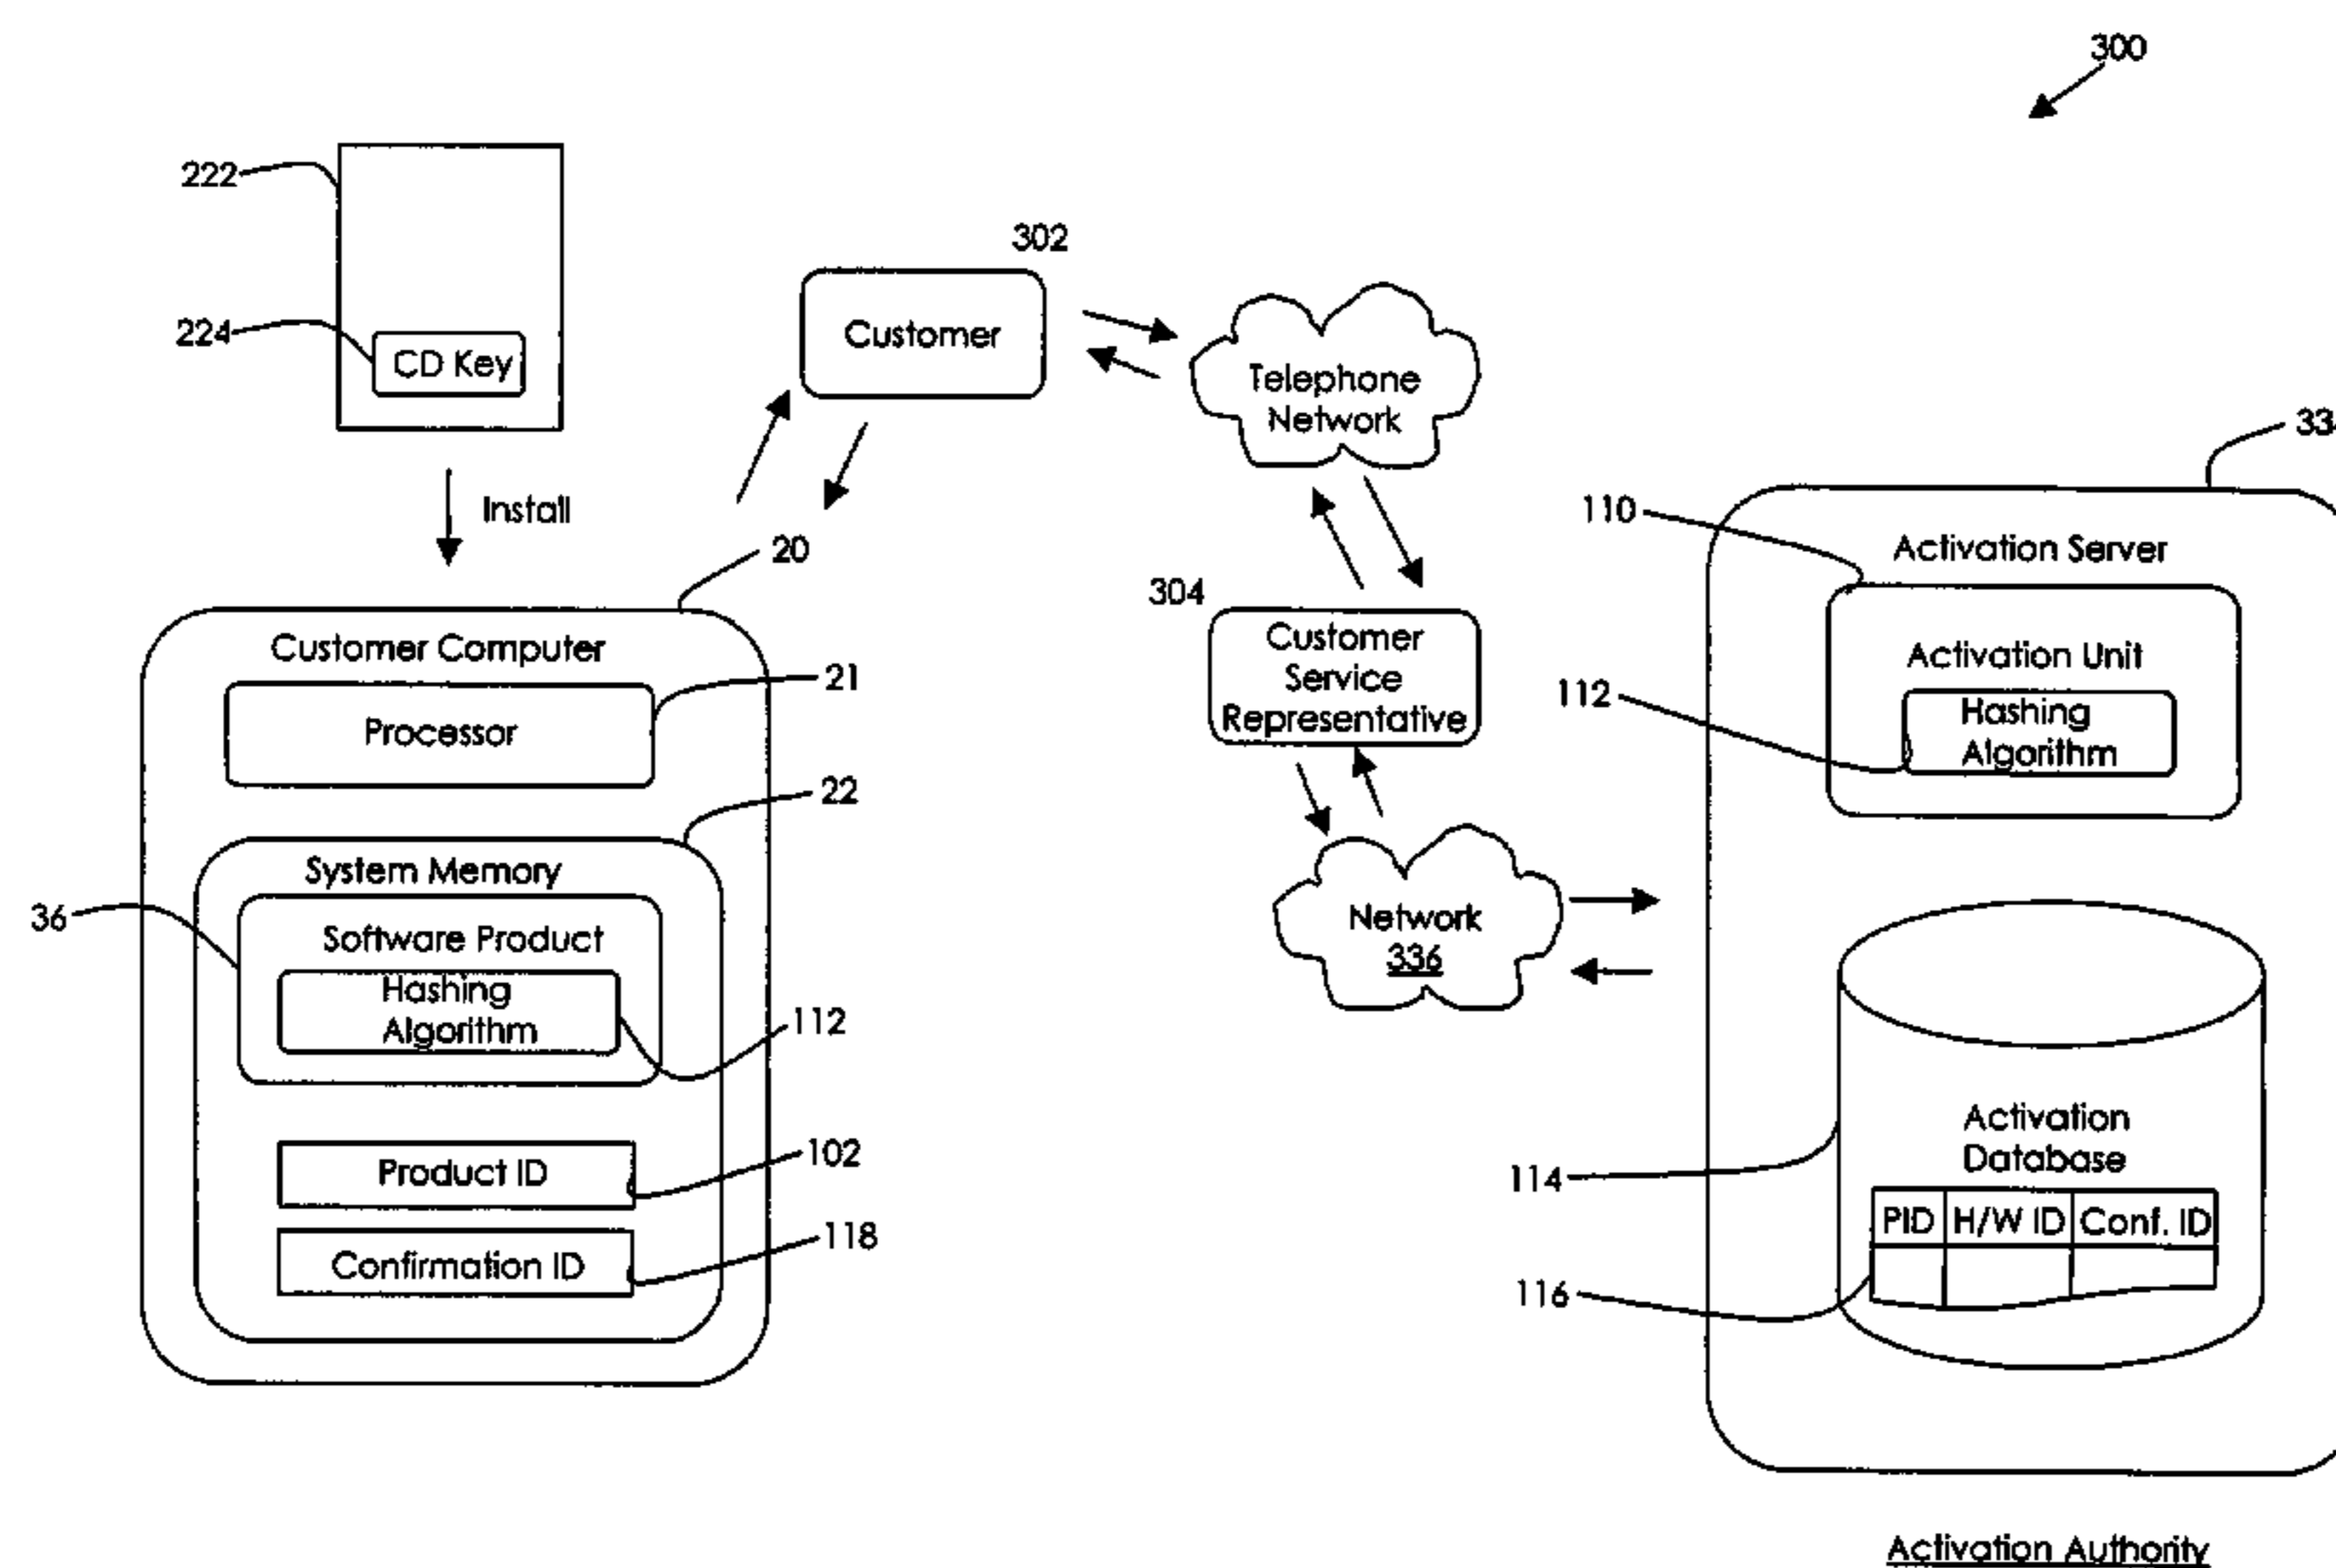 300
222
224
CD Key
Install
302
Customer
Telephone
Network
20
Customer Computer
21
Processor
22
System Memory
36
Software Product
Hashing
Algorithm
112
Product ID
102
Confirmation ID
118
304
Customer
Service
Representative
Network
336
Activation Server
110
Activation Unit
112
Hashing
Algorithm
114
Activation
Database
PID H/W ID Conf. ID
116
Activation Authority